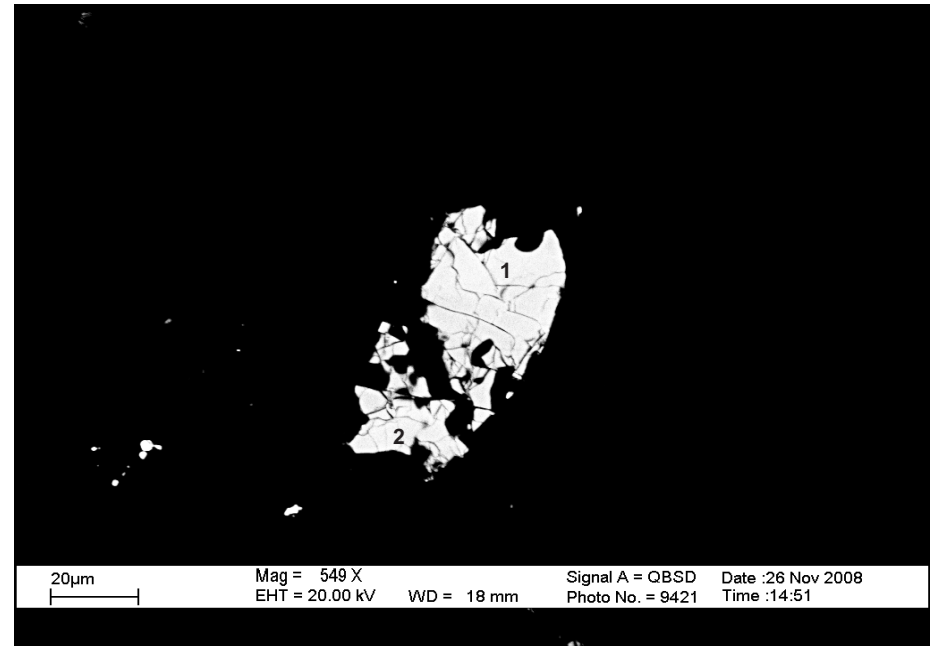 1
2
20µm
Mag = 549 X
EHT = 20.00 kV WD = 18 mm
Signal A = QBSD Date :26 Nov 2008
Photo No. = 9421 Time :14:51